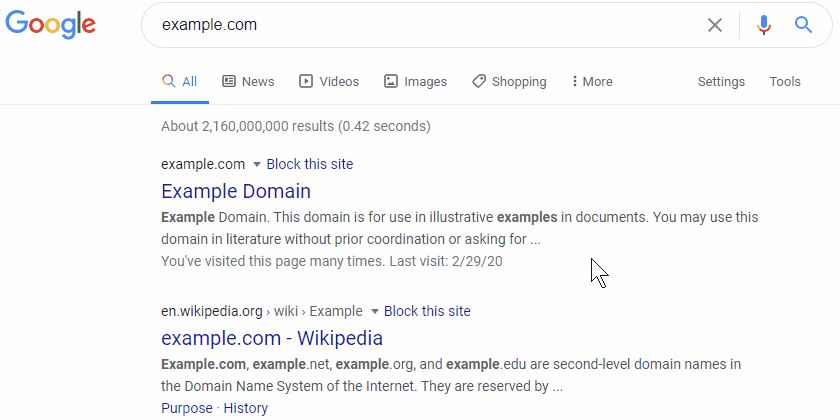 Google example.com
All News Videos Images Shopping More Settings Tools
About 2,160,000,000 results (0.42 seconds)
example.com Block this site
Example Domain
Example Domain. This domain is for use in illustrative examples in documents. You may use this
domain in literature without prior coordination or asking for ...
You've visited this page many times. Last visit: 2/29/20
en.wikipedia.org › wiki › Example Block this site
example.com - Wikipedia
Example.com, example.net, example.org, and example.edu are second-level domain names in
the Domain Name System of the Internet. They are reserved by ...
Purpose · History